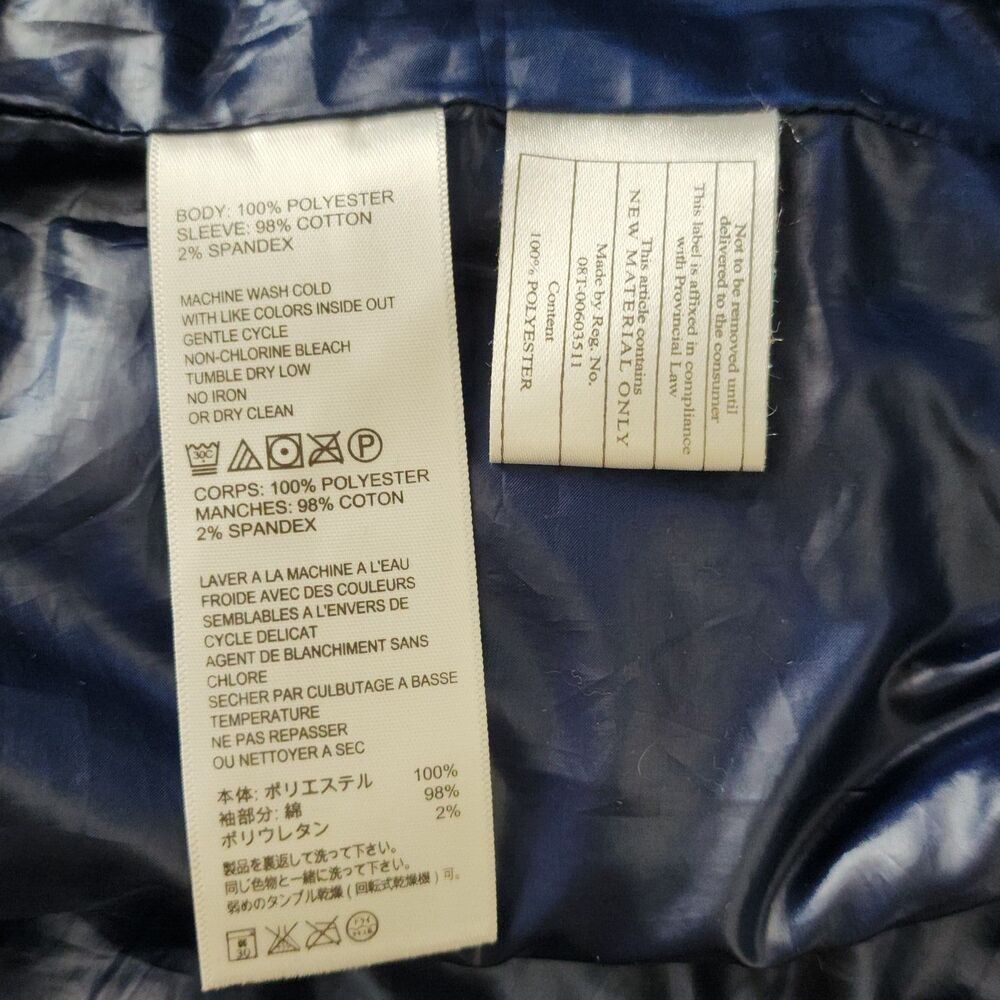 BODY: 100% POLYESTER
SLEEVE: 98% COTTON
2% SPANDEX
MACHINE WASH COLD
WITH LIKE COLORS INSIDE OUT
GENTLE CYCLE
NON-CHLORINE BLEACH
TUMBLE DRY LOW
NO IRON
OR DRY CLEAN
30C
P
CORPS: 100% POLYESTER
MANCHES: 98% COTON
2% SPANDEX
LAVER A LA MACHINE A L'EAU
FROIDE AVEC DES COULEURS
SEMBLABLES A L'ENVERS DE
CYCLE DELICAT
AGENT DE BLANCHIMENT SANS
CHLORE
SECHER PAR CULBUTAGE A BASSE
TEMPERATURE
NE PAS REPASSER
OU NETTOYER A SEC
本体: ポリエステル 100%
袖部分: 綿 98%
ポリウレタン 2%
製品を裏返して洗って下さい。
同じ色物と一緒に洗って下さい。
弱めのタンブル乾燥 ( 回転式乾燥機 ) 可。
30
ドライ
Not to be removed until
delivered to the consumer
This label is affixed in compliance
with Provincial Law
This article contains
NEW MATERIAL ONLY
Made by Reg. No.
08T-00603511
Content
100% POLYESTER